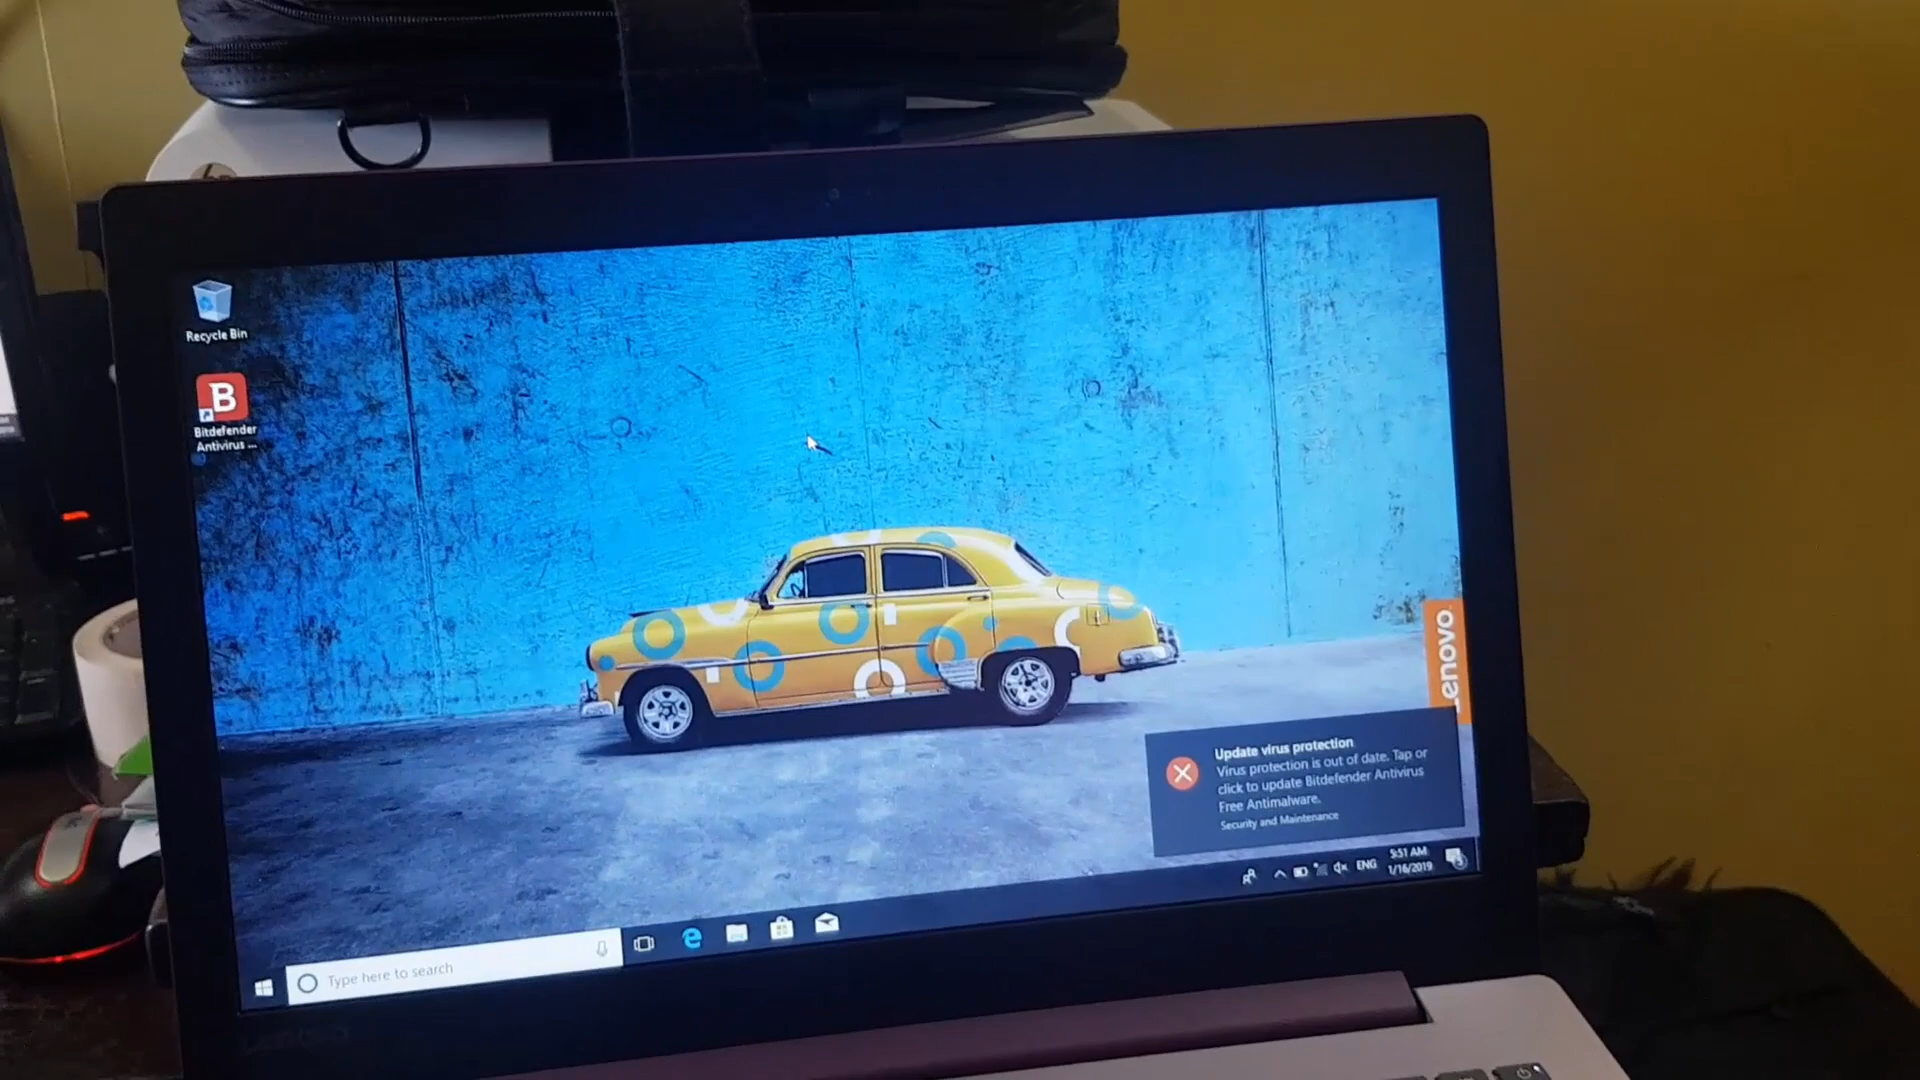 Recycle Bin
B
Bitdefender
Antivirus ...
Lenovo
Update virus protection
Virus protection is out of date. Tap or
click to update Bitdefender Antivirus
Free Antimalware.
Security and Maintenance
ENG
5:51 AM
1/16/2019
Type here to search